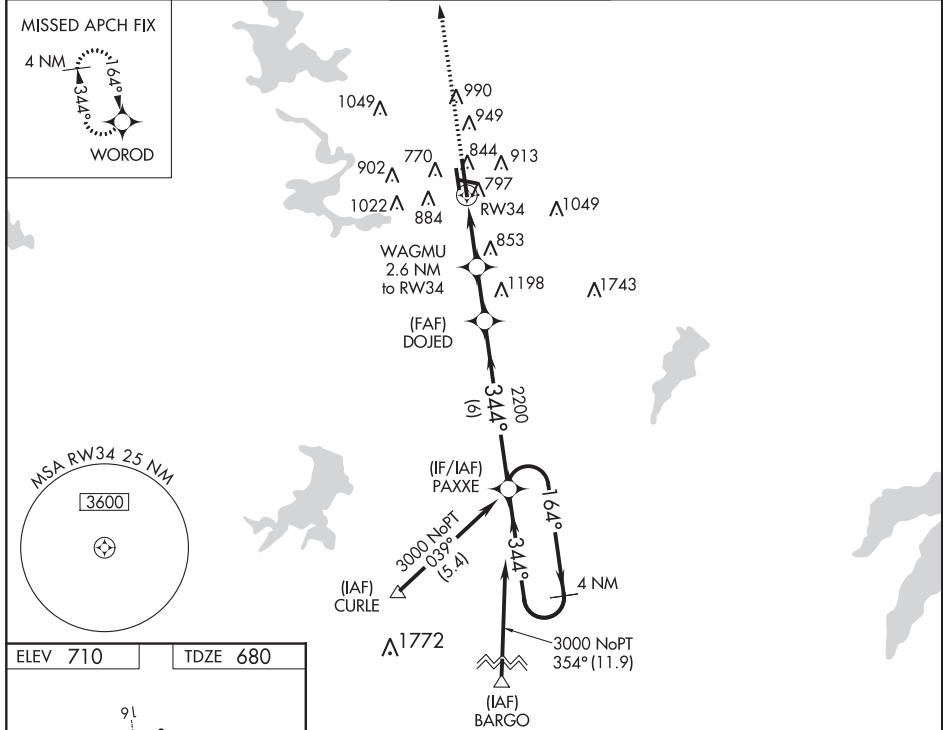 MISSED APCH FIX
4 NM
164°
344°
WOROD
990
1049
949
844
913
770
902
797
RW34
1022
884
1049
853
WAGMU
2.6 NM
to RW34
1198
1743
(FAF)
DOJED
2200
344°
(6)
MSA RW34 25 NM
3600
(IF/IAF)
PAXXE
164°
344°
3000 NoPT
039°
(5.4)
4 NM
(IAF)
CURLE
1772
3000 NoPT
354° (11.9)
(IAF)
BARGO
ELEV 710
TDZE 680
16